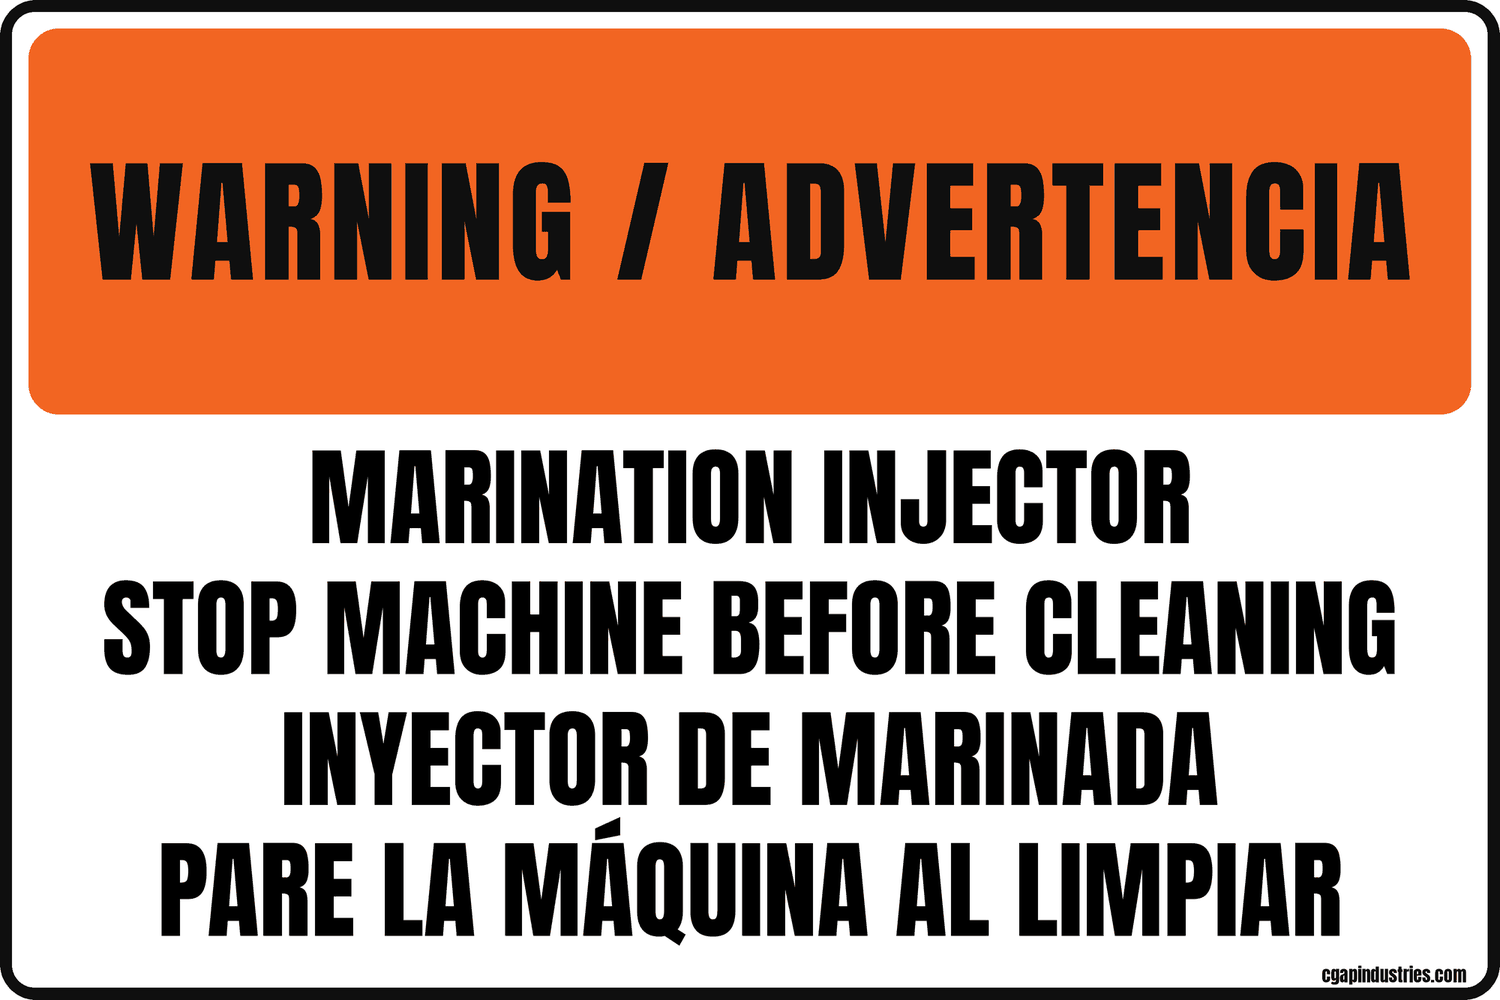 WARNING / ADVERTENCIA
MARINATION INJECTOR
STOP MACHINE BEFORE CLEANING
INYECTOR DE MARINADA
PARE LA MÁQUINA AL LIMPIAR
cgapindustries.com